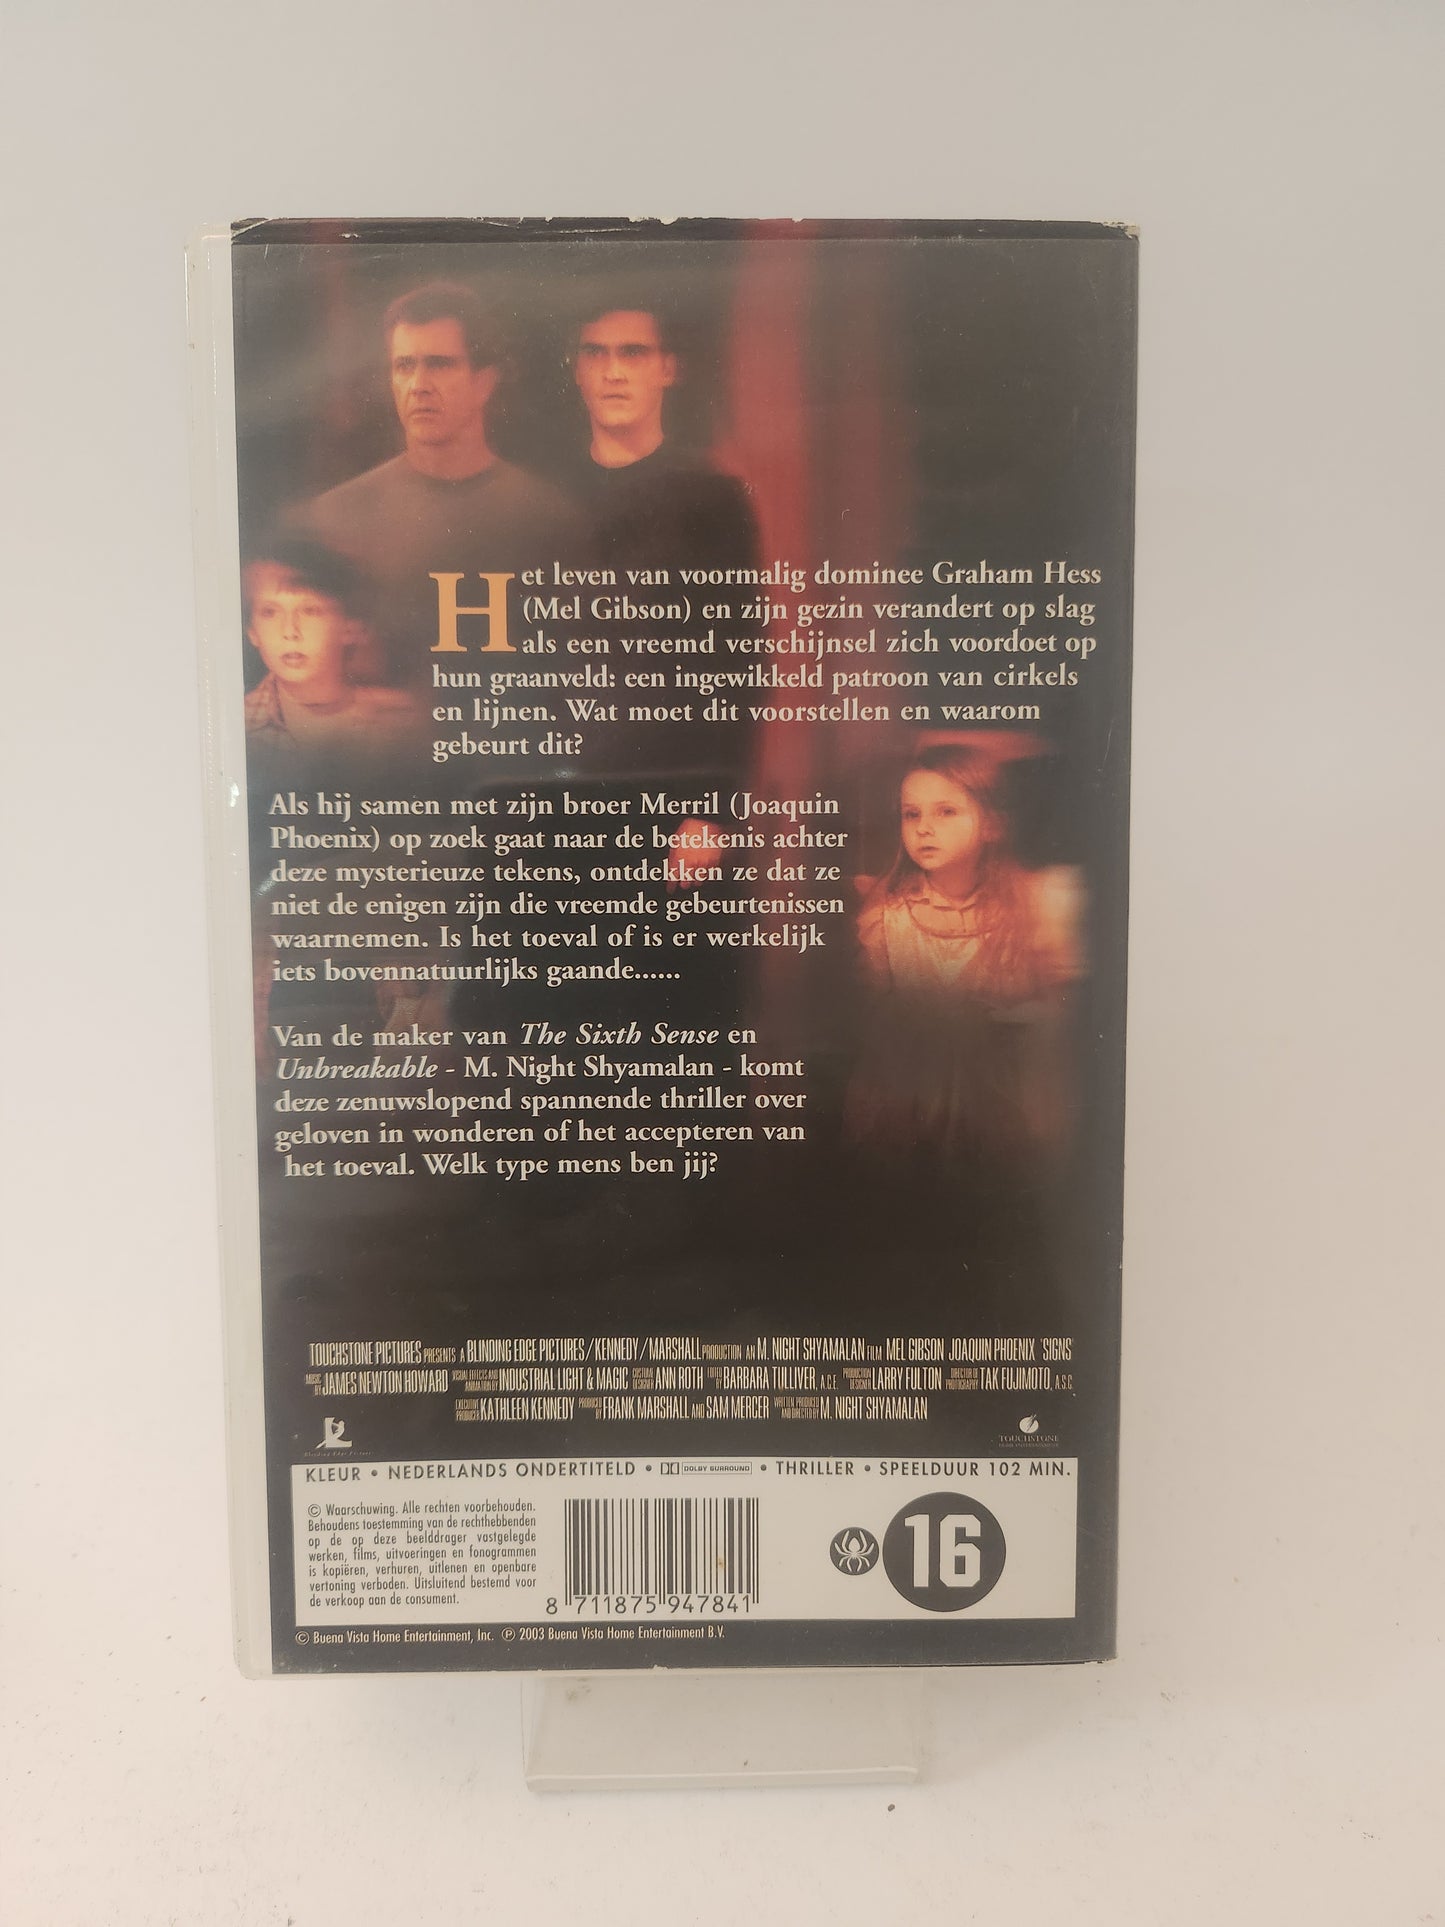 Het leven van voormalig dominee Graham Hess
(Mel Gibson) en zijn gezin verandert op slag
als een vreemd verschijnsel zich voordoet op
hun graanveld: een ingewikkeld patroon van cirkels
en lijnen. Wat moet dit voorstellen en waarom
gebeurt dit?
Als hij samen met zijn broer Merril (Joaquin
Phoenix) op zoek gaat naar de betekenis achter
deze mysterieuze tekens, ontdekken ze dat ze
niet de enigen zijn die vreemde gebeurtenissen
waarnemen. Is het toeval of is er werkelijk
iets bovennatuurlijks gaande......
Van de maker van The Sixth Sense en
Unbreakable - M. Night Shyamalan - komt
deze zenuwslopend spannende thriller over
geloven in wonderen of het accepteren van
het toeval. Welk type mens ben jij?
TOUCHSTONE PICTURES PRESENTS A BLINDING EDGE PICTURES/KENNEDY/MARSHALL PRODUCTION AN M. NIGHT SHYAMALAN FILM MEL GIBSON JOAQUIN PHOENIX 'SIGNS'
MUSIC BY JAMES NEWTON HOWARD VISUAL EFFECTS AND ANIMATION BY INDUSTRIAL LIGHT & MAGIC COSTUME DESIGNER ANN ROTH EDITED BY BARBARA TULLIVER, A.C.E. PRODUCTION DESIGNER LARRY FULTON DIRECTOR OF PHOTOGRAPHY TAK FUJIMOTO, A.S.C.
EXECUTIVE PRODUCER KATHLEEN KENNEDY PRODUCED BY FRANK MARSHALL AND SAM MERCER WRITTEN PRODUCED AND DIRECTED BY M. NIGHT SHYAMALAN
Blinding Edge Pictures
TOUCHSTONE
HOME ENTERTAINMENT
KLEUR • NEDERLANDS ONDERTITELD • DOLBY SURROUND • THRILLER • SPEELDUUR 102 MIN.
© Waarschuwing. Alle rechten voorbehouden.
Behoudens toestemming van de rechthebbenden
op de op deze beelddrager vastgelegde
werken, films, uitvoeringen en fonogrammen
is kopiëren, verhuren, uitlenen en openbare
vertoning verboden. Uitsluitend bestemd voor
de verkoop aan de consument.
8 711875 947841
16
© Buena Vista Home Entertainment, Inc. ℗ 2003 Buena Vista Home Entertainment B.V.